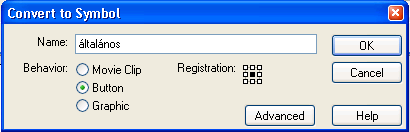 Convert to Symbol
Name: általános OK
Behavior: Movie Clip Registration: Cancel
Button
Graphic
Advanced Help